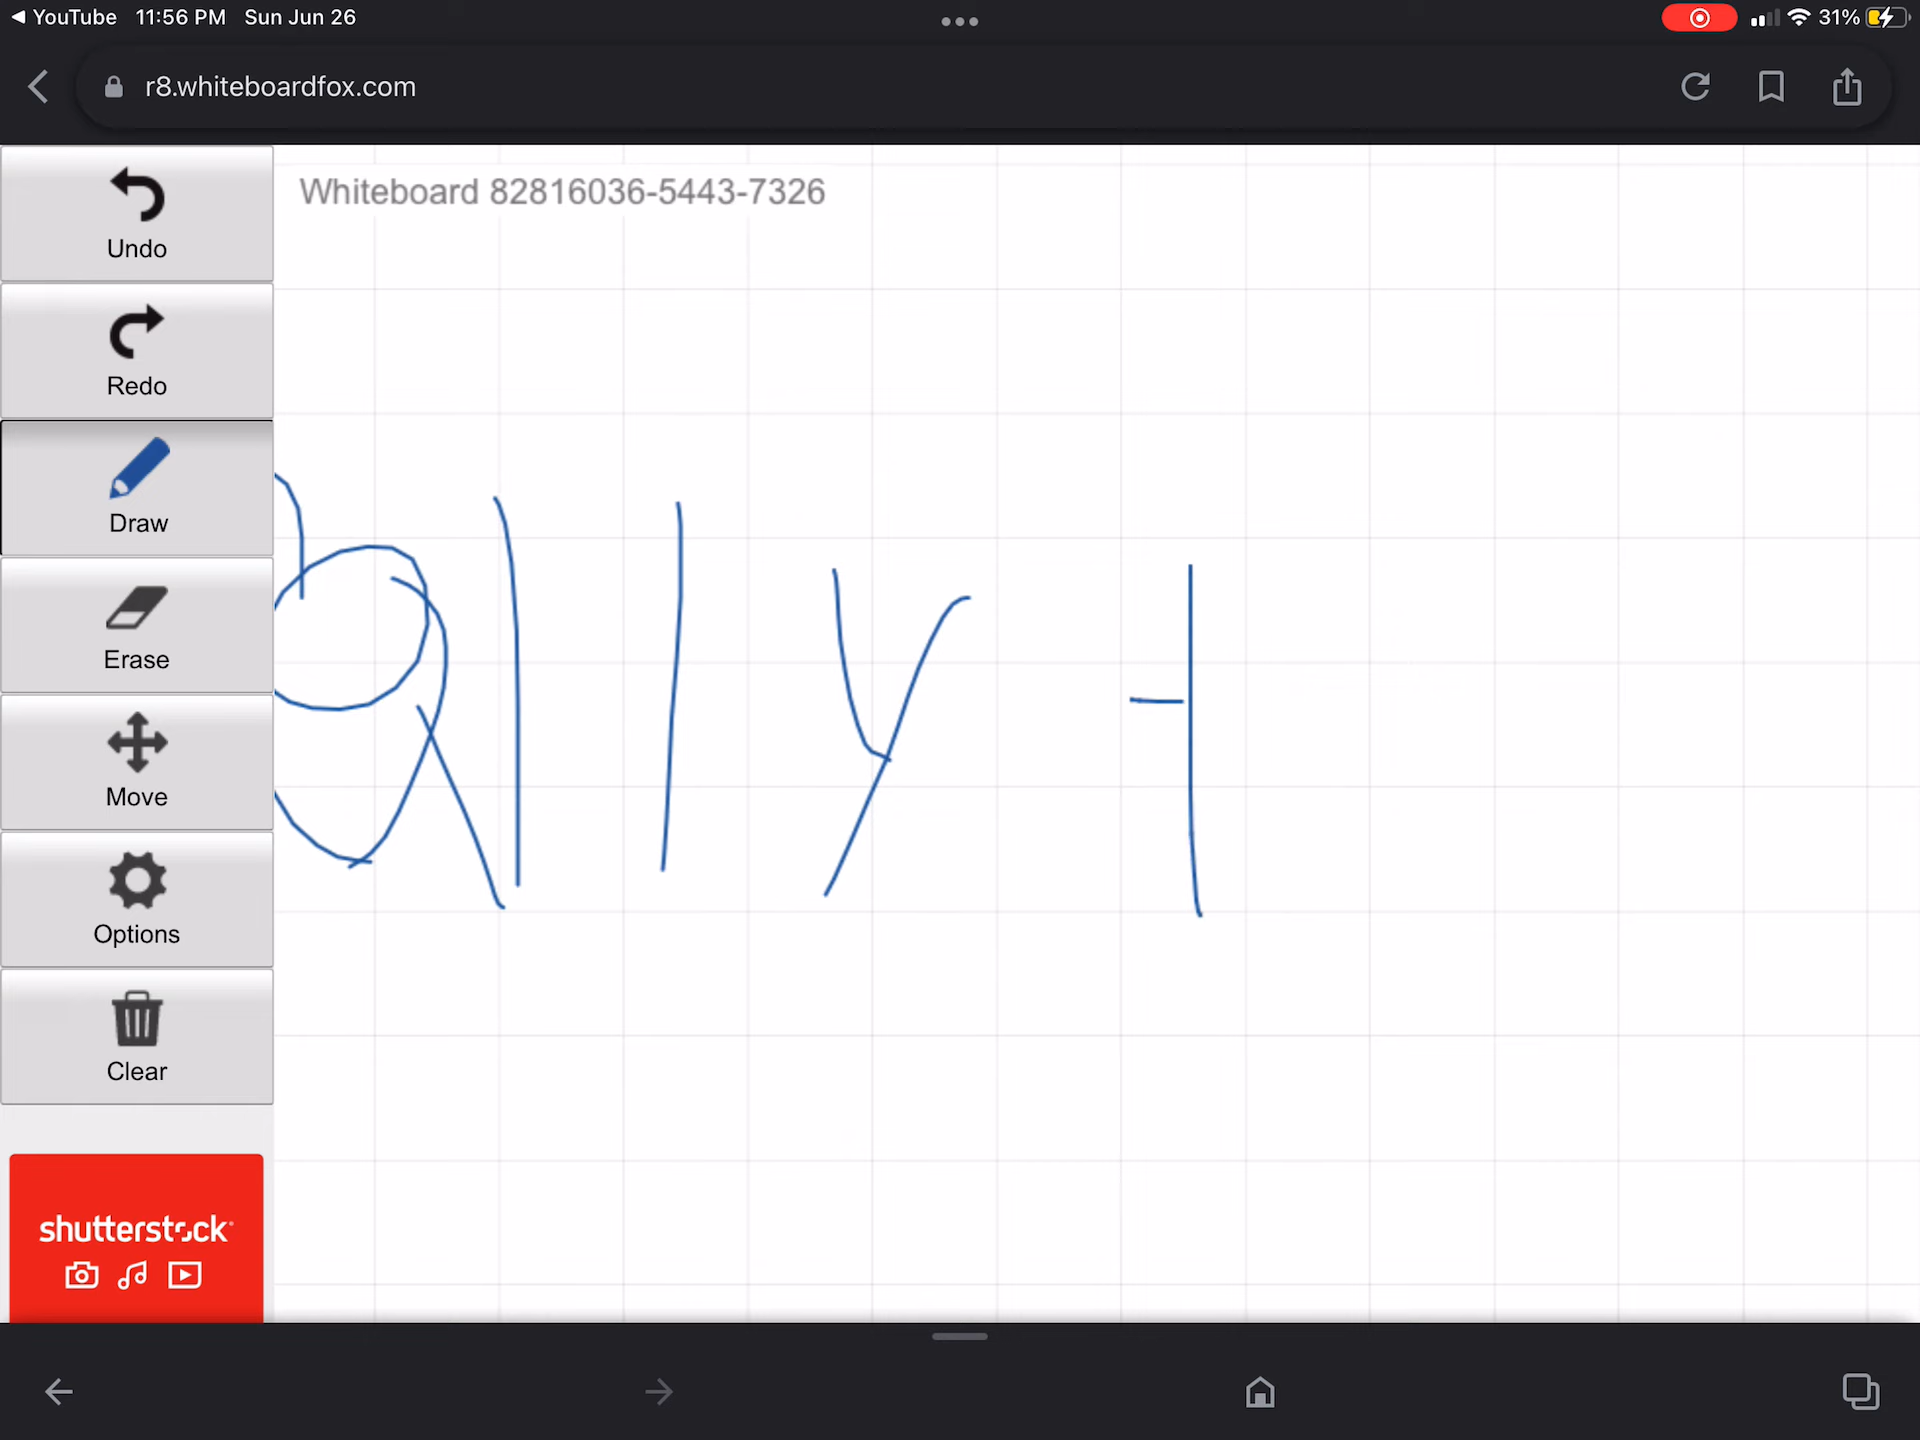 YouTube 11:56 PM Sun Jun 26 31%
r8.whiteboardfox.com
Whiteboard 82816036-5443-7326
Undo
Redo
Draw
Erase
Move
Options
Clear
shutterstock